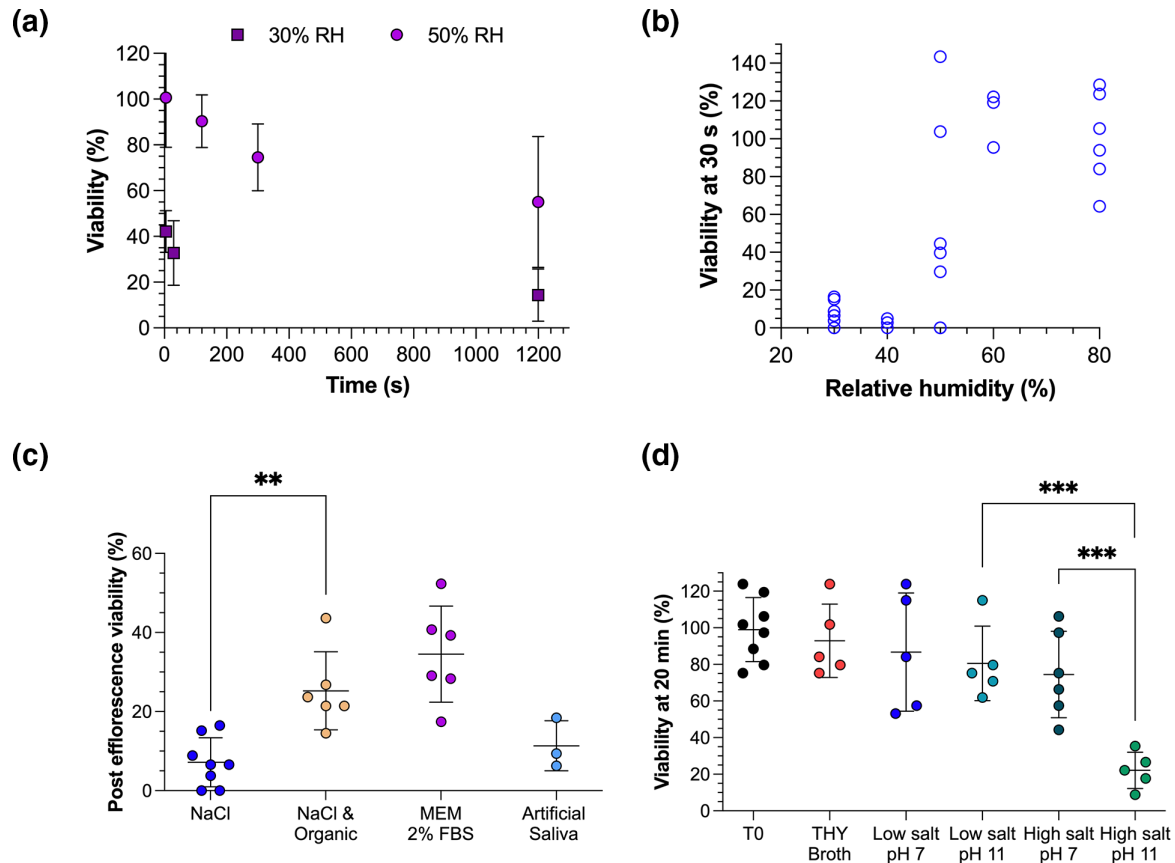 (a)
30% RH 50% RH
120
100
80
60
40
20
0
Viability (%)
0 200 400 600 800 1000 1200
Time (s)
(b)
140
120
100
80
60
40
20
0
Viability at 30 s (%)
20 40 60 80
Relative humidity (%)
(c)
**
60
40
20
0
Post efflorescence viability (%)
NaCl
NaCl &
Organic
MEM
2% FBS
Artificial
Saliva
(d)
***
***
120
100
80
60
40
20
0
Viability at 20 min (%)
T0
THY
Broth
Low salt
pH 7
Low salt
pH 11
High salt
pH 7
High salt
pH 11